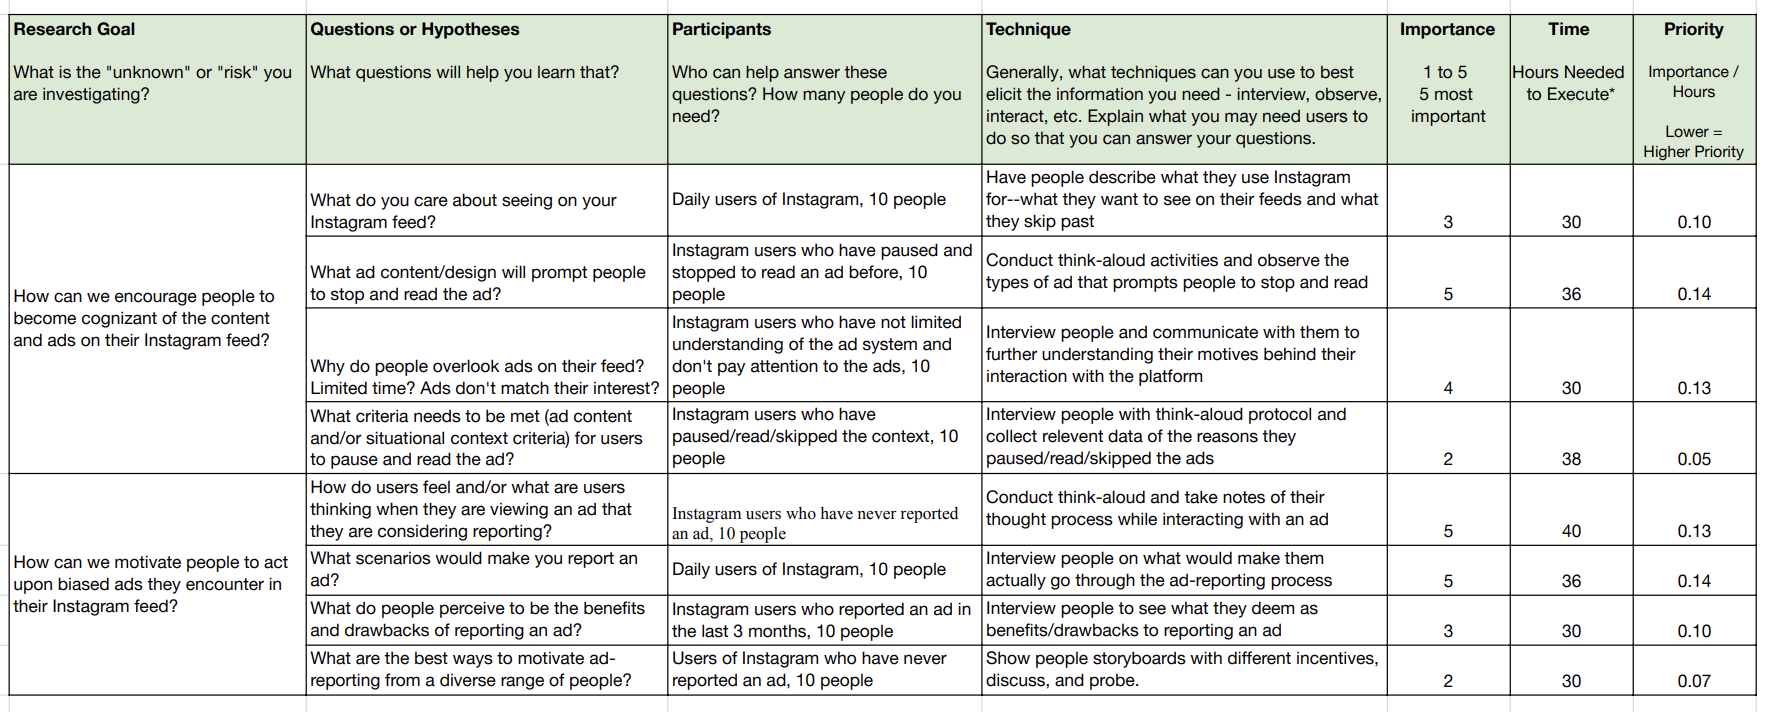 Research Goal
What is the "unknown" or "risk" you
are investigating?
Questions or Hypotheses
What questions will help you learn that?
Participants
Who can help answer these
questions? How many people do you
need?
Technique
Generally, what techniques can you use to best
elicit the information you need - interview, observe,
interact, etc. Explain what you may need users to
do so that you can answer your questions.
Importance
1 to 5
5 most
important
Time
Hours Needed
to Execute*
Priority
Importance /
Hours
Lower =
Higher Priority
How can we encourage people to
become cognizant of the content
and ads on their Instagram feed?
What do you care about seeing on your
Instagram feed?
Daily users of Instagram, 10 people
Have people describe what they use Instagram
for--what they want to see on their feeds and what
they skip past
3
30
0.10
What ad content/design will prompt people
to stop and read the ad?
Instagram users who have paused and
stopped to read an ad before, 10
people
Conduct think-aloud activities and observe the
types of ad that prompts people to stop and read
5
36
0.14
Why do people overlook ads on their feed?
Limited time? Ads don't match their interest?
Instagram users who have not limited
understanding of the ad system and
don't pay attention to the ads, 10
people
Interview people and communicate with them to
further understanding their motives behind their
interaction with the platform
4
30
0.13
What criteria needs to be met (ad content
and/or situational context criteria) for users
to pause and read the ad?
Instagram users who have
paused/read/skipped the context, 10
people
Interview people with think-aloud protocol and
collect relevent data of the reasons they
paused/read/skipped the ads
2
38
0.05
How can we motivate people to act
upon biased ads they encounter in
their Instagram feed?
How do users feel and/or what are users
thinking when they are viewing an ad that
they are considering reporting?
Instagram users who have never reported
an ad, 10 people
Conduct think-aloud and take notes of their
thought process while interacting with an ad
5
40
0.13
What scenarios would make you report an
ad?
Daily users of Instagram, 10 people
Interview people on what would make them
actually go through the ad-reporting process
5
36
0.14
What do people perceive to be the benefits
and drawbacks of reporting an ad?
Instagram users who reported an ad in
the last 3 months, 10 people
Interview people to see what they deem as
benefits/drawbacks to reporting an ad
3
30
0.10
What are the best ways to motivate ad-
reporting from a diverse range of people?
Users of Instagram who have never
reported an ad, 10 people
Show people storyboards with different incentives,
discuss, and probe.
2
30
0.07